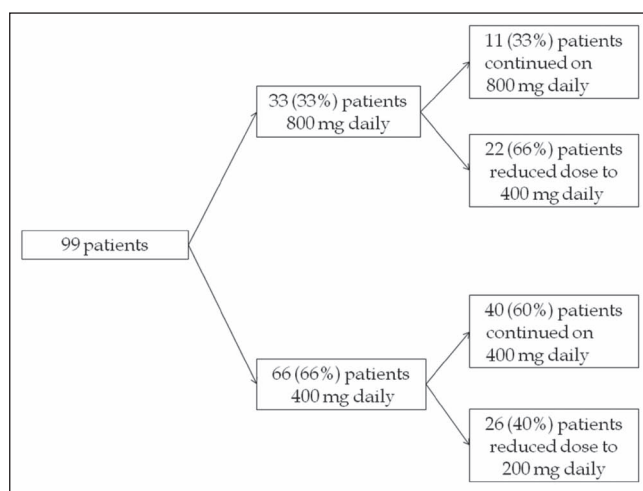 99 patients
33 (33%) patients
800 mg daily
11 (33%) patients
continued on
800 mg daily
22 (66%) patients
reduced dose to
400 mg daily
66 (66%) patients
400 mg daily
40 (60%) patients
continued on
400 mg daily
26 (40%) patients
reduced dose to
200 mg daily